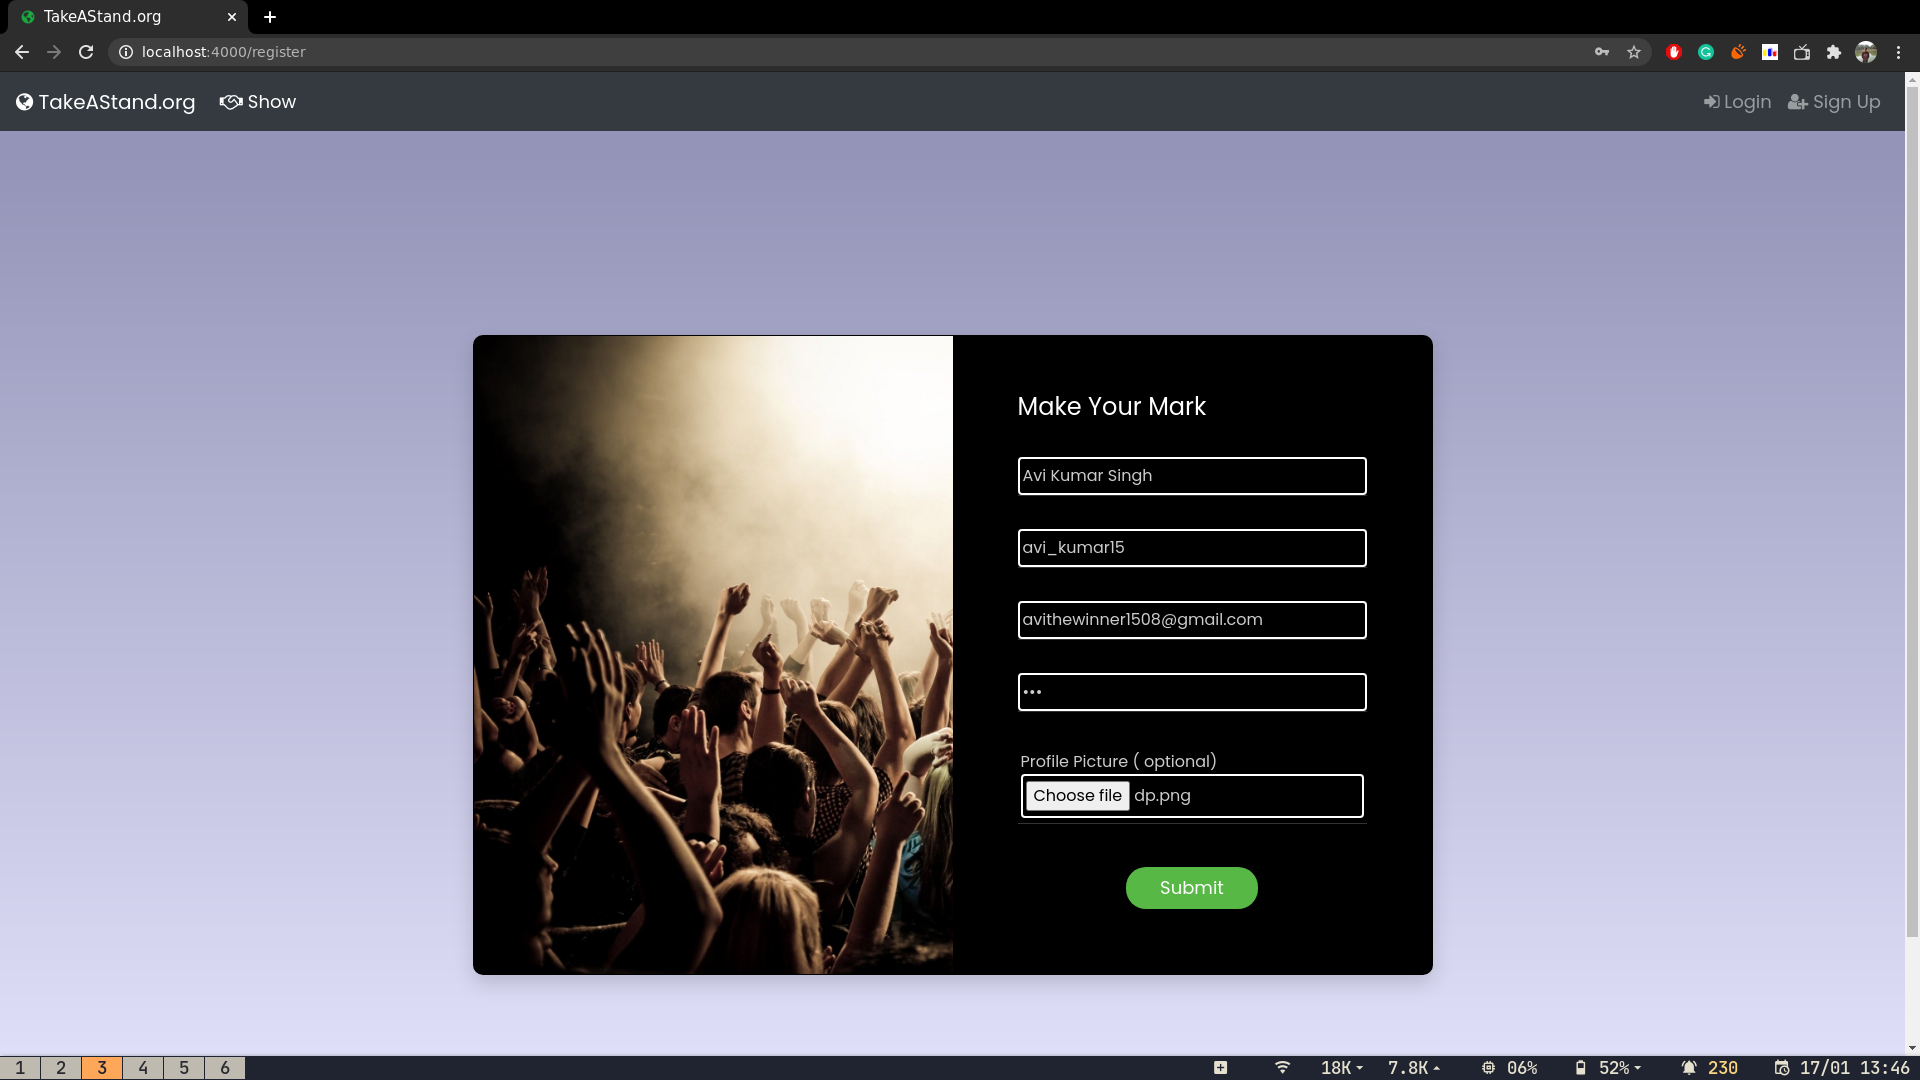 TakeAStand.org
localhost:4000/register
TakeAStand.org Show Login Sign Up
Make Your Mark
Avi Kumar Singh
avi_kumar15
avithewinner1508@gmail.com
•••
Profile Picture ( optional)
Choose file dp.png
Submit
1 2 3 4 5 6 18K 7.8K 06% 52% 230 17/01 13:46